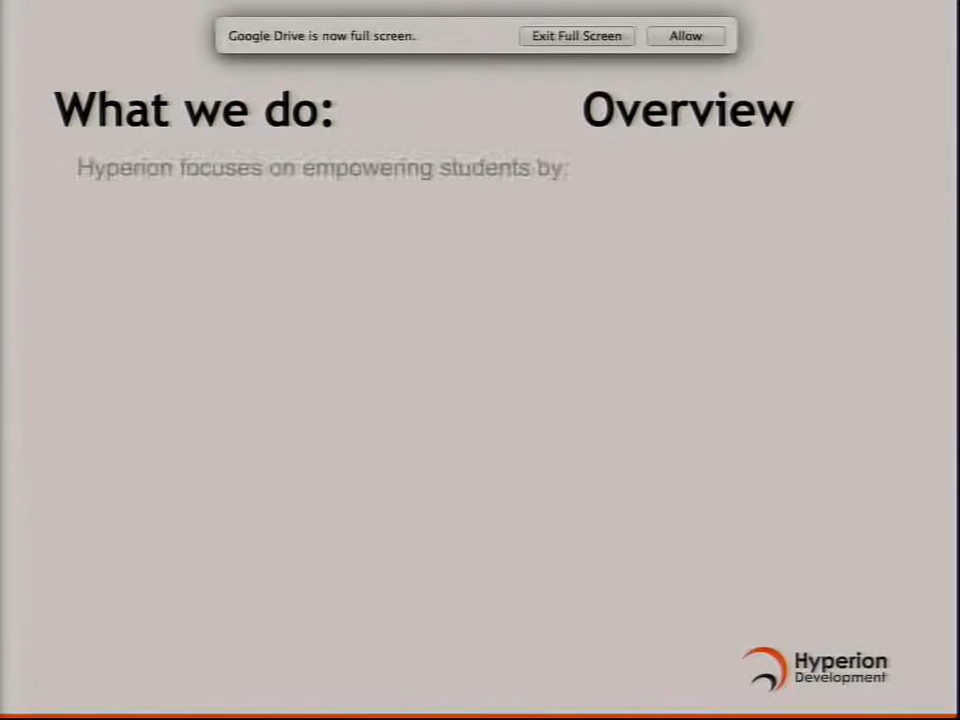 Google Drive is now full screen. Exit Full Screen Allow
What we do: Overview
Hyperion focuses on empowering students by:
Hyperion
Development